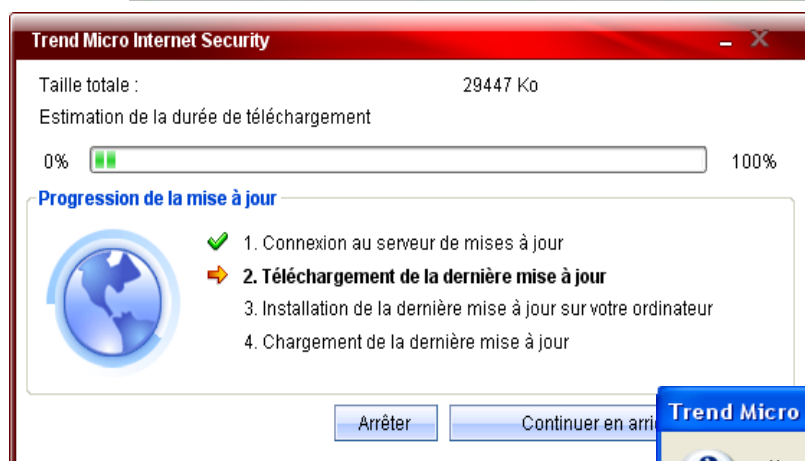 Trend Micro Internet Security
Taille totale : 29447 Ko
Estimation de la durée de téléchargement
0% 100%
Progression de la mise à jour
1. Connexion au serveur de mises à jour
2. Téléchargement de la dernière mise à jour
3. Installation de la dernière mise à jour sur votre ordinateur
4. Chargement de la dernière mise à jour
Arrêter Continuer en arri
Trend Micro